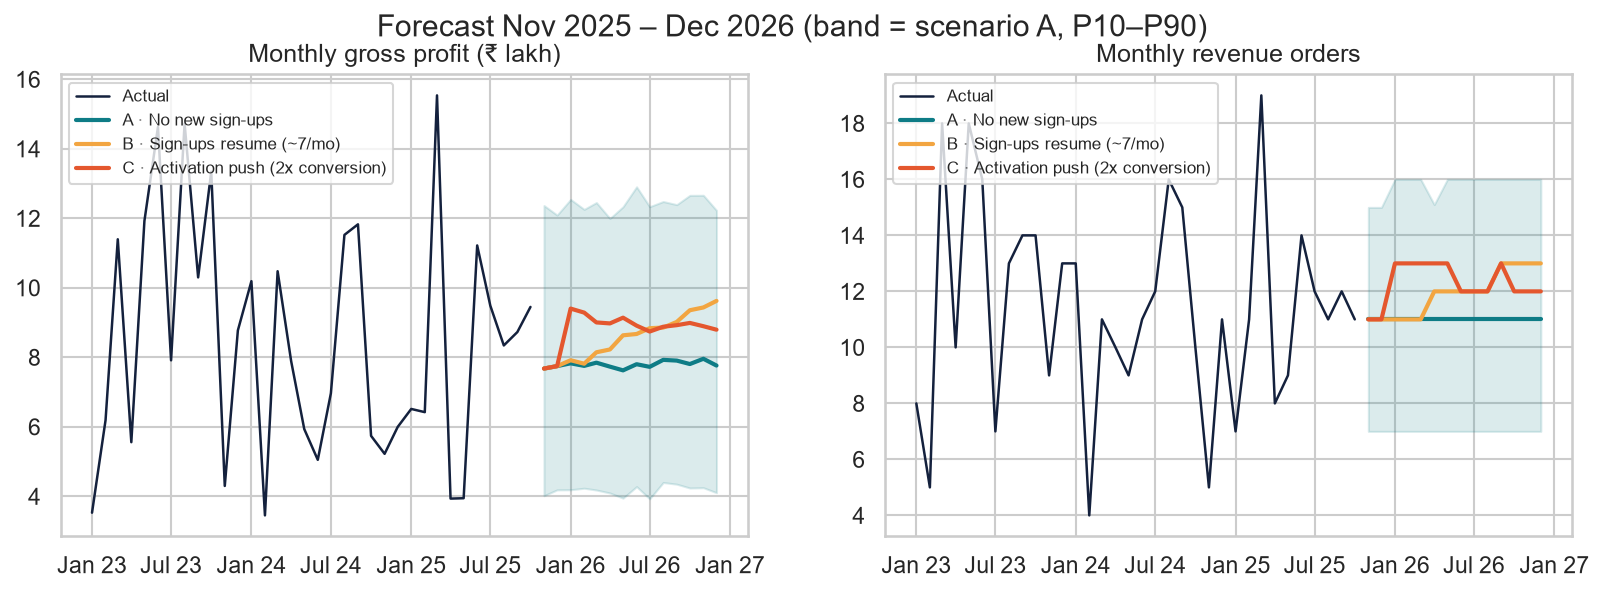 Forecast Nov 2025 – Dec 2026 (band = scenario A, P10–P90)
Monthly gross profit (₹ lakh)
16
14
12
10
8
6
4
Actual
A · No new sign-ups
B · Sign-ups resume (~7/mo)
C · Activation push (2x conversion)
Jan 23 Jul 23 Jan 24 Jul 24 Jan 25 Jul 25 Jan 26 Jul 26 Jan 27
Monthly revenue orders
18
16
14
12
10
8
6
4
Actual
A · No new sign-ups
B · Sign-ups resume (~7/mo)
C · Activation push (2x conversion)
Jan 23 Jul 23 Jan 24 Jul 24 Jan 25 Jul 25 Jan 26 Jul 26 Jan 27